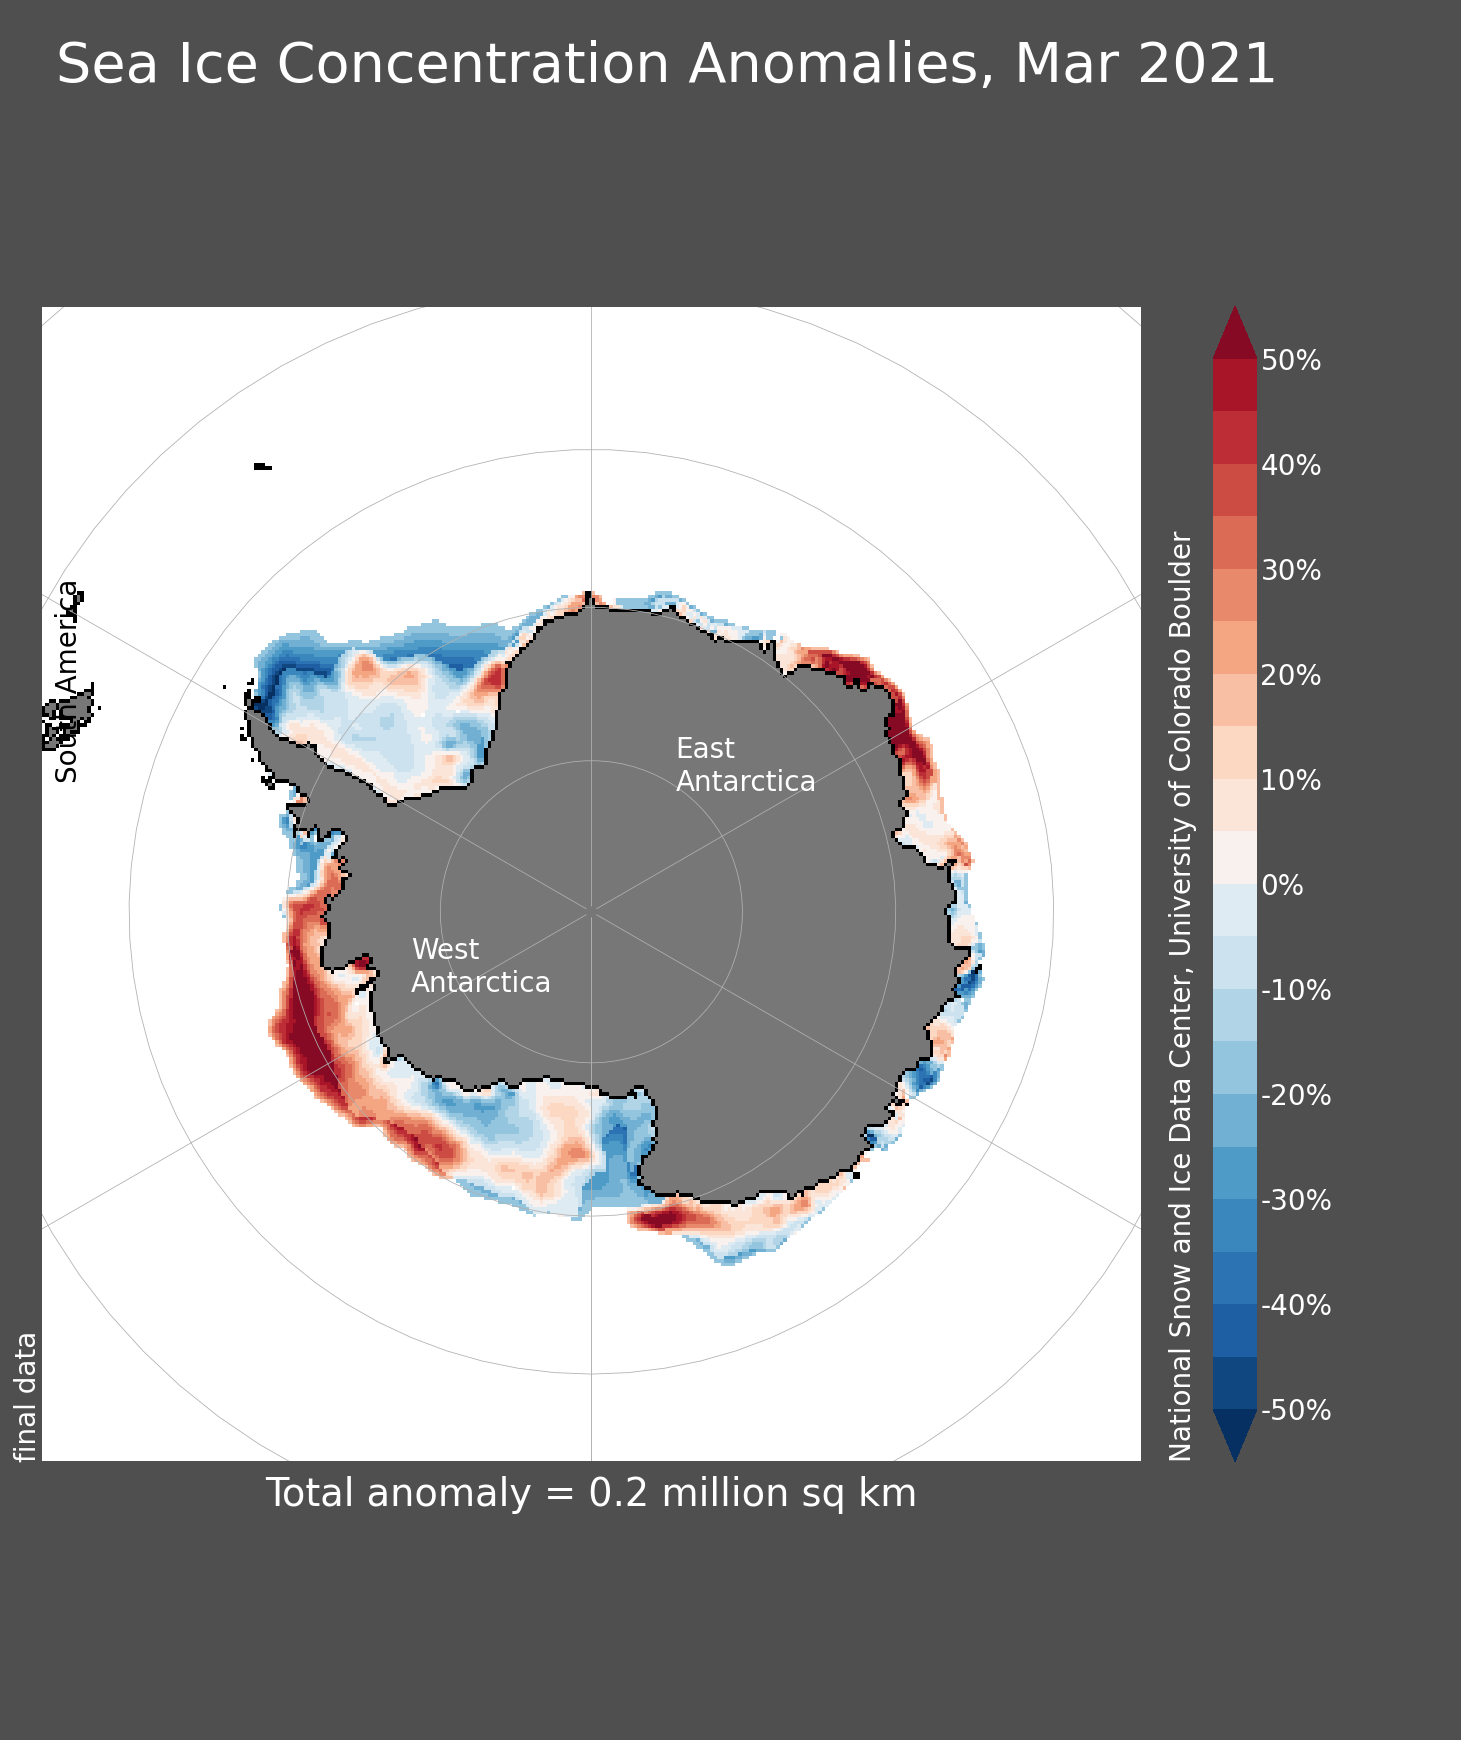 Sea Ice Concentration Anomalies, Mar 2021
South America
East
Antarctica
West
Antarctica
final data
National Snow and Ice Data Center, University of Colorado Boulder
50%
40%
30%
20%
10%
0%
-10%
-20%
-30%
-40%
-50%
Total anomaly = 0.2 million sq km